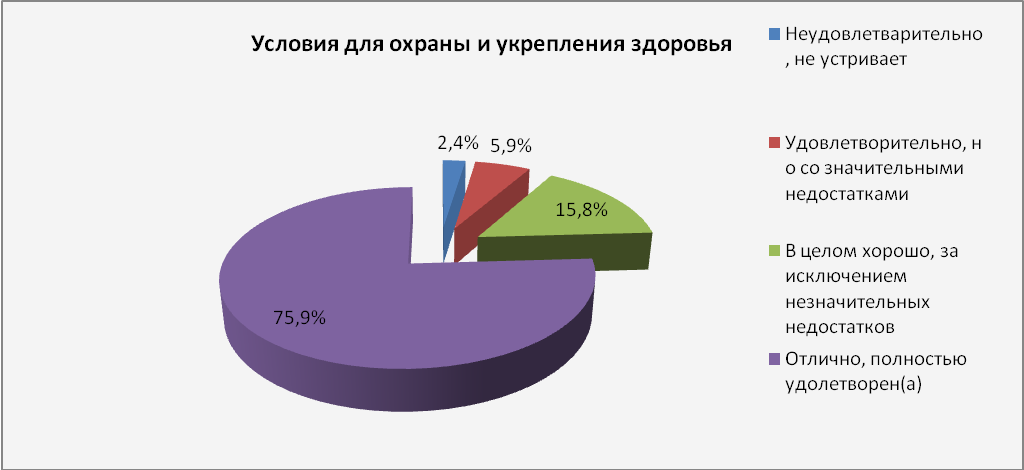 Условия для охраны и укрепления здоровья
Неудовлетварительно
, не устривает
2,4%
5,9%
Удовлетворительно, н
о со значительными
недостатками
15,8%
В целом хорошо, за
исключением
незначительных
недостатков
75,9%
Отлично, полностью
удолетворен(а)